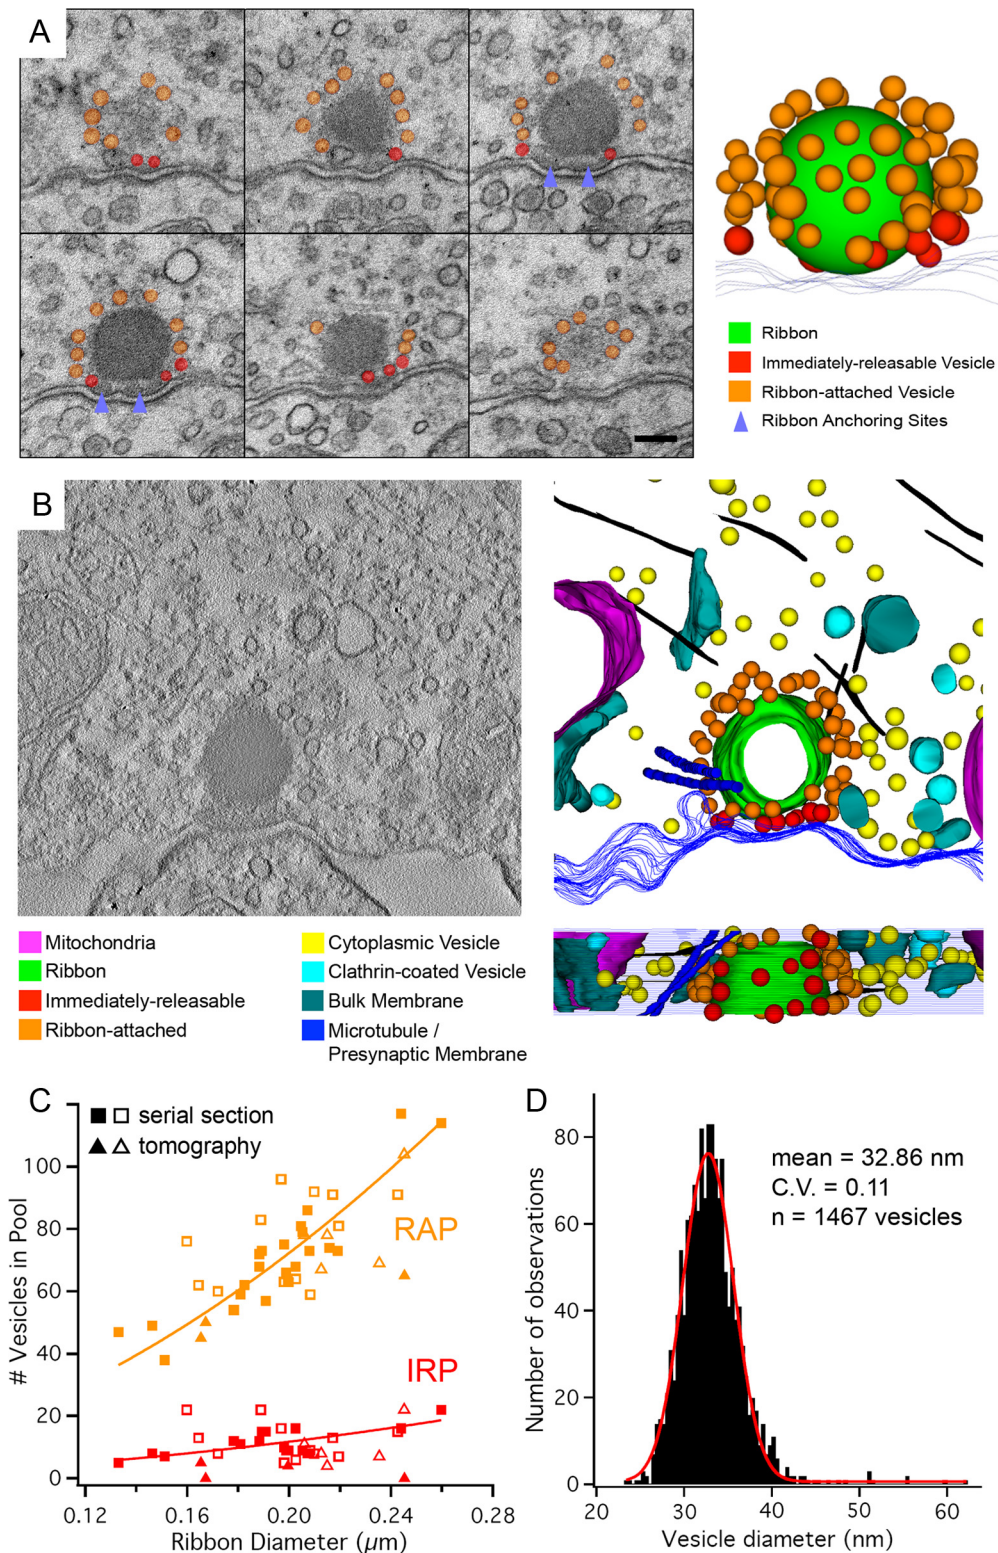 A
Ribbon
Immediately-releasable Vesicle
Ribbon-attached Vesicle
Ribbon Anchoring Sites
B
Mitochondria
Ribbon
Immediately-releasable
Ribbon-attached
Cytoplasmic Vesicle
Clathrin-coated Vesicle
Bulk Membrane
Microtubule /
Presynaptic Membrane
C
serial section
tomography
RAP
IRP
# Vesicles in Pool
100
80
60
40
20
0
0.12
0.16
0.20
0.24
0.28
Ribbon Diameter (µm)
D
mean = 32.86 nm
C.V. = 0.11
n = 1467 vesicles
Number of observations
80
60
40
20
0
20
30
40
50
60
Vesicle diameter (nm)